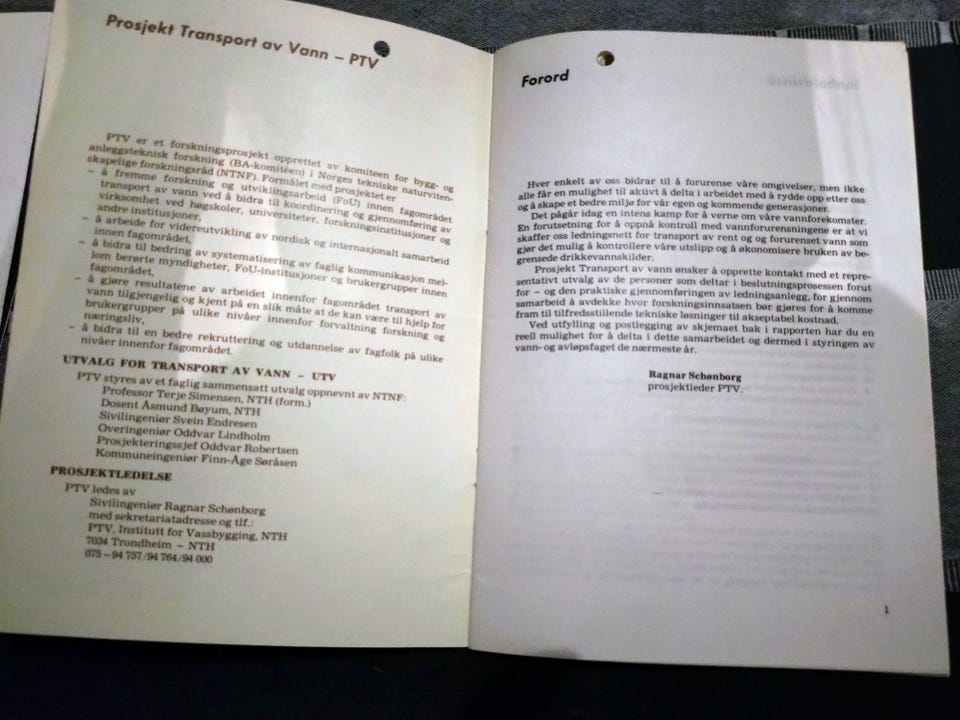 Prosjekt Transport av Vann – PTV
PTV er et forskningsprosjekt opprettet av komiteen for bygg- og
anleggsteknisk forskning (BA-komitéen) i Norges tekniske naturviten-
skapelige forskningsråd (NTNF). Formålet med prosjektet er
– å fremme forskning og utviklingsarbeid (FoU) innen fagområdet
transport av vann ved å bidra til koordinering og gjennomføring av
virksomhet ved høgskoler, universiteter, forskningsinstitusjoner og
andre institusjoner,
– å arbeide for videreutvikling av nordisk og internasjonalt samarbeid
innen fagområdet,
– å bidra til bedring av systematisering av faglig kommunikasjon mel-
lom berørte myndigheter, FoU-institusjoner og brukergrupper innen
fagområdet,
– å gjøre resultatene av arbeidet innenfor fagområdet transport av
vann tilgjengelig og kjent på en slik måte at de kan være til hjelp for
brukergrupper på ulike nivåer innenfor forvaltning forskning og
næringsliv,
– å bidra til en bedre rekruttering og utdannelse av fagfolk på ulike
nivåer innenfor fagområdet.
UTVALG FOR TRANSPORT AV VANN – UTV
PTV styres av et faglig sammensatt utvalg oppnevnt av NTNF:
Professor Terje Simensen, NTH (form.)
Dosent Asmund Bøyum, NTH
Sivilingeniør Svein Endresen
Overingeniør Oddvar Lindholm
Prosjekteringssjef Oddvar Robertsen
Kommuneingeniør Finn-Åge Søråsen
PROSJEKTLEDELSE
PTV ledes av
Sivilingeniør Ragnar Schønborg
med sekretariatadresse og tlf.:
PTV, Institutt for Vassbygging, NTH
7034 Trondheim – NTH
075 – 94 757/94 764/94 000
Forord
Hver enkelt av oss bidrar til å forurense våre omgivelser, men ikke
alle får en mulighet til aktivt å delta i arbeidet med å rydde opp etter oss
og å skape et bedre miljø for vår egen og kommende generasjoner.
Det pågår idag en intens kamp for å verne om våre vannforekomster.
En forutsetning for å oppnå kontroll med vannforurensningene er at vi
skaffer oss ledningnett for transport av rent og og forurenset vann som
gjør det mulig å kontrollere våre utslipp og å økonomisere bruken av be-
grensede drikkevannskilder.
Prosjekt Transport av vann ønsker å opprette kontakt med et repre-
sentativt utvalg av de personer som deltar i beslutningsprosessen forut
for – og den praktiske gjennomføringen av ledningsanlegg, for gjennom
samarbeid å avdekke hvor forskningsinnsatsen bør gjøres for å komme
fram til tilfredsstillende tekniske løsninger til akseptabel kostnad.
Ved utfylling og postlegging av skjemaet bak i rapporten har du en
reell mulighet for å delta i dette samarbeidet og dermed i styringen av
vann- og avløpsfaget de nærmeste år.
Ragnar Schønborg
prosjektleder PTV.
1